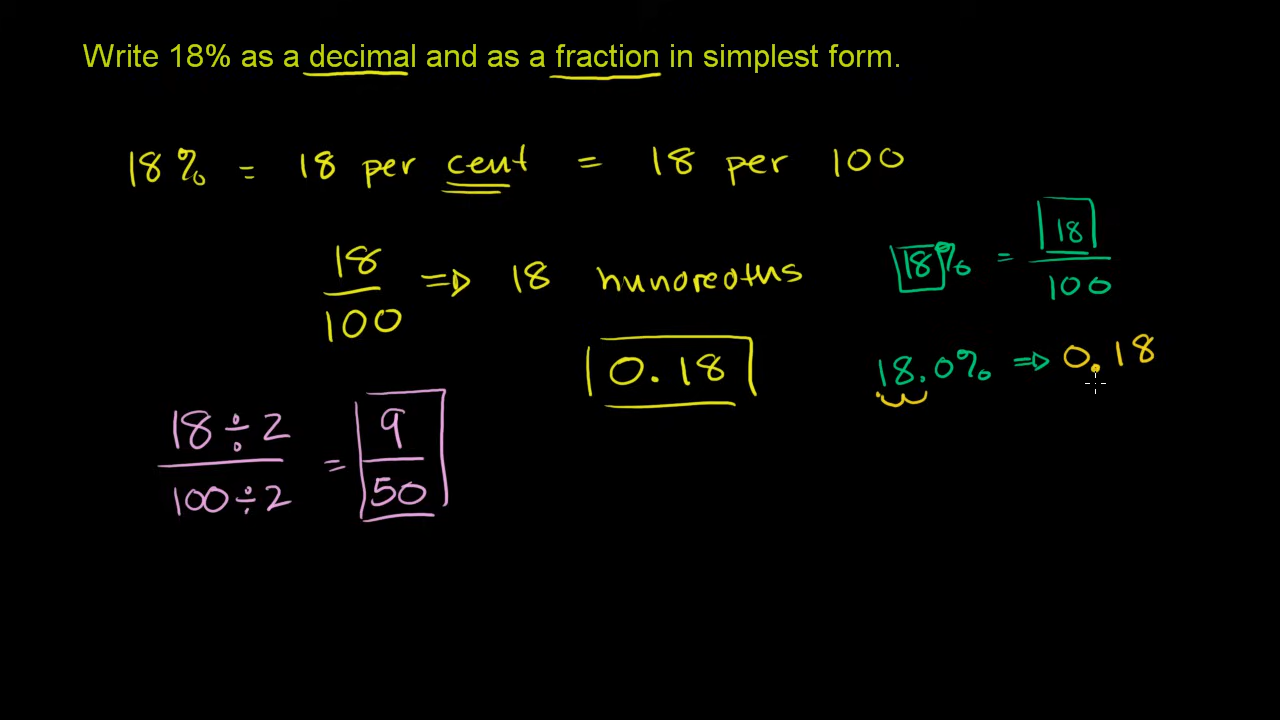 Write 18% as a decimal and as a fraction in simplest form.
18% = 18 per cent = 18 per 100
18/100 ⇒ 18 hundredths
0.18
18 ÷ 2 / 100 ÷ 2 = 9/50
18% = 18/100
18.0% ⇒ 0.18